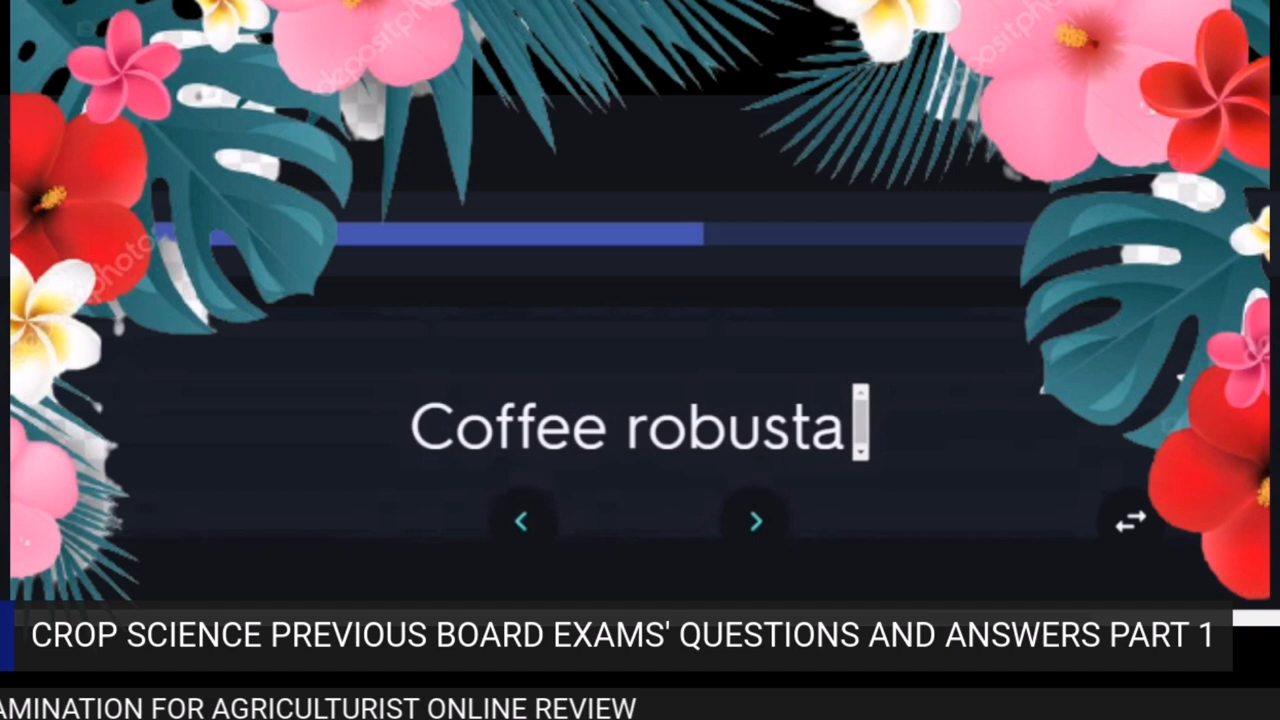 Coffee robusta
CROP SCIENCE PREVIOUS BOARD EXAMS' QUESTIONS AND ANSWERS PART 1
AMINATION FOR AGRICULTURIST ONLINE REVIEW